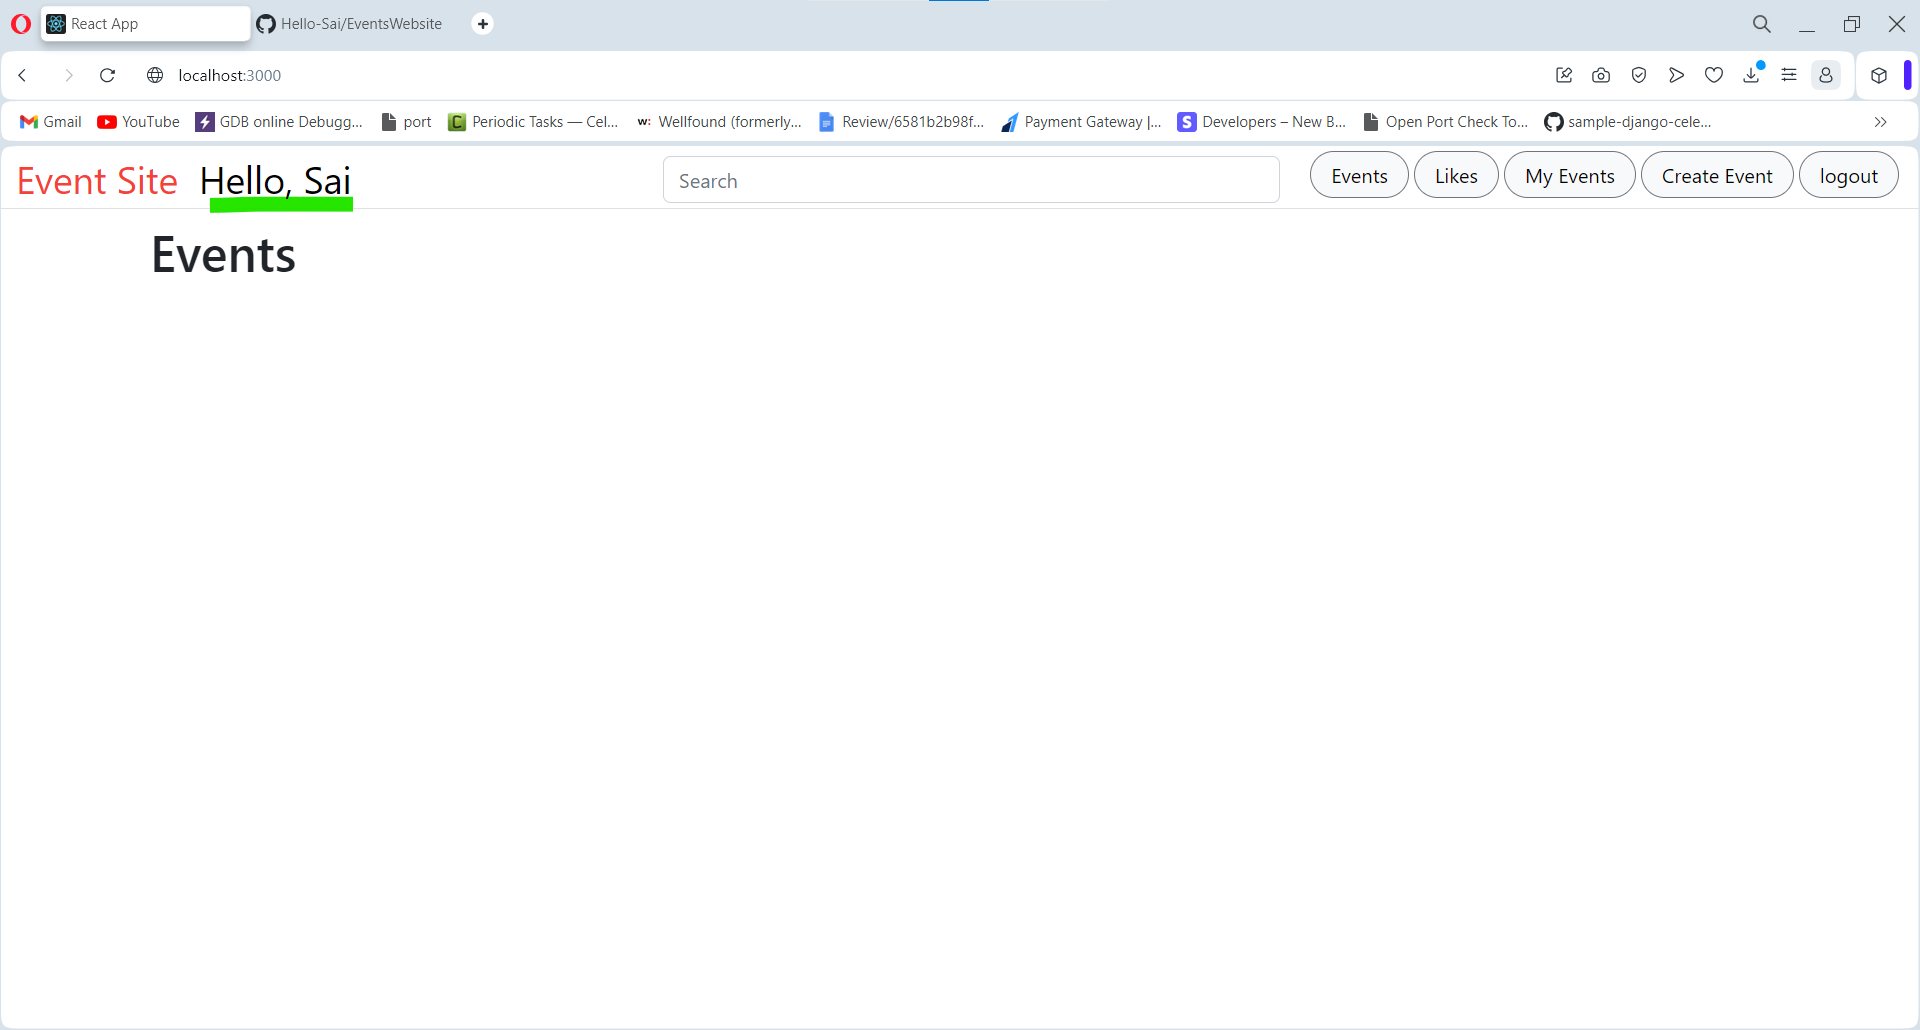 React App
Hello-Sai/EventsWebsite
localhost:3000
Gmail
YouTube
GDB online Debugg...
port
C
Periodic Tasks — Cel...
w:
Wellfound (formerly...
Review/6581b2b98f...
Payment Gateway |...
S
Developers – New B...
Open Port Check To...
sample-django-cele...
Event Site
Hello, Sai
Search
Events
Likes
My Events
Create Event
logout
Events